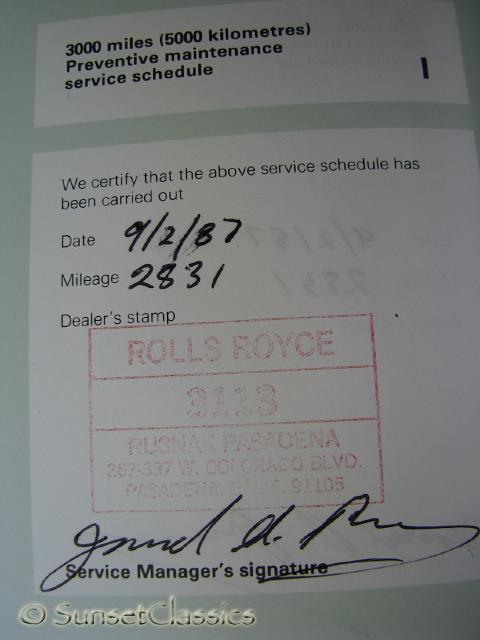 3000 miles (5000 kilometres)
Preventive maintenance
service schedule
I
We certify that the above service schedule has
been carried out
Date 9/2/87
Mileage 2831
Dealer's stamp
ROLLS ROYCE
3113
RUSNAK PASADENA
267-337 W. COLORADO BLVD.
PASADENA, CALIF. 91105
Service Manager's signature
© SunsetClassics